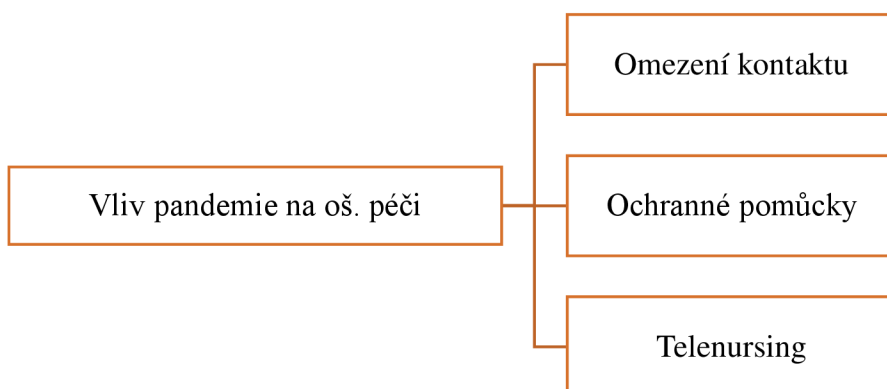 Omezení kontaktu
Vliv pandemie na oš. péči
Ochranné pomůcky
Telenursing